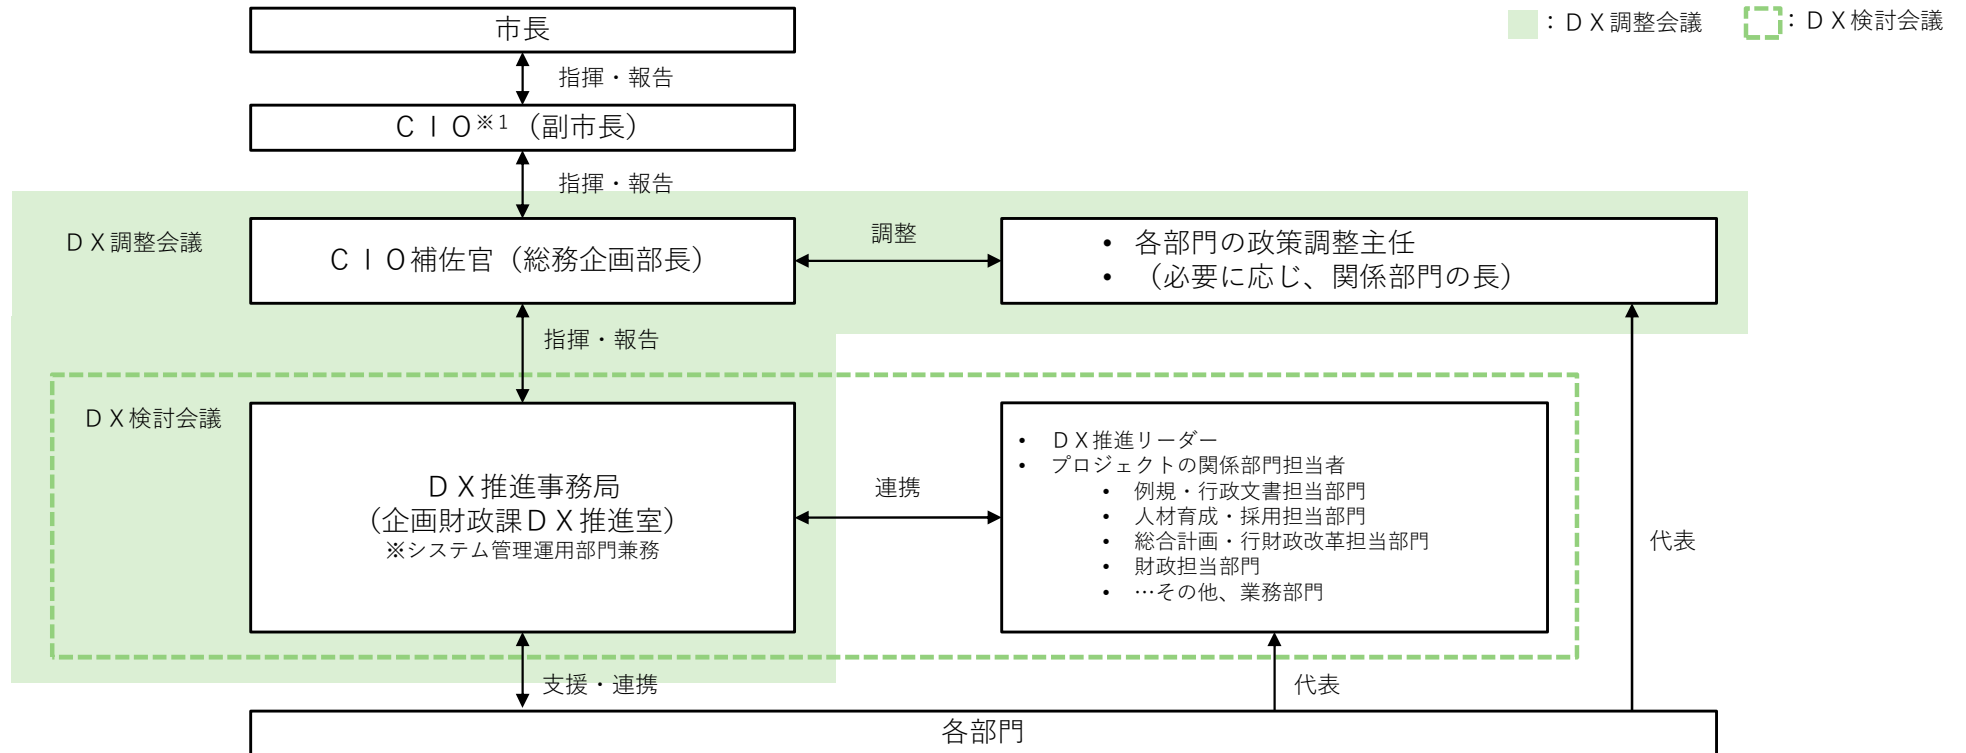 市長
：ＤＸ調整会議
：ＤＸ検討会議
指揮・報告
ＣＩＯ※1（副市長）
指揮・報告
ＤＸ調整会議
ＣＩＯ補佐官（総務企画部長）
調整
• 各部門の政策調整主任
• （必要に応じ、関係部門の長）
指揮・報告
ＤＸ検討会議
ＤＸ推進事務局
（企画財政課ＤＸ推進室）
※システム管理運用部門兼務
連携
• ＤＸ推進リーダー
• プロジェクトの関係部門担当者
• 例規・行政文書担当部門
• 人材育成・採用担当部門
• 総合計画・行財政改革担当部門
• 財政担当部門
• …その他、業務部門
代表
支援・連携
代表
各部門